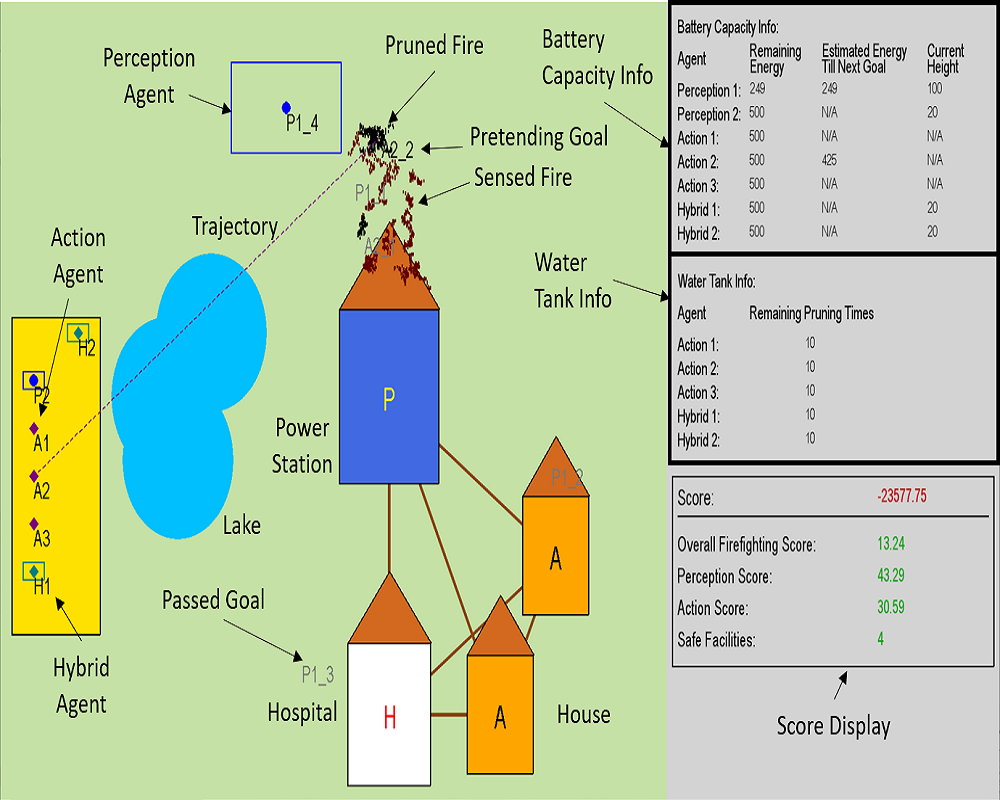 Perception
Agent
P1_4
Pruned Fire
A2_2
Pretending Goal
Sensed Fire
Battery
Capacity Info
Trajectory
Action
Agent
H2
P2
A1
A2
A3
H1
Water
Tank Info
P
Power
Station
Lake
P1_2
A
Passed Goal
P1_3
Hybrid
Agent
Hospital
H
A
House
Battery Capacity Info:
Agent Remaining Energy Estimated Energy Till Next Goal Current Height
Perception 1: 249 249 100
Perception 2: 500 N/A 20
Action 1: 500 N/A N/A
Action 2: 500 425 N/A
Action 3: 500 N/A N/A
Hybrid 1: 500 N/A 20
Hybrid 2: 500 N/A 20
Water Tank Info:
Agent Remaining Pruning Times
Action 1: 10
Action 2: 10
Action 3: 10
Hybrid 1: 10
Hybrid 2: 10
Score: -23577.75
Overall Firefighting Score: 13.24
Perception Score: 43.29
Action Score: 30.59
Safe Facilities: 4
Score Display